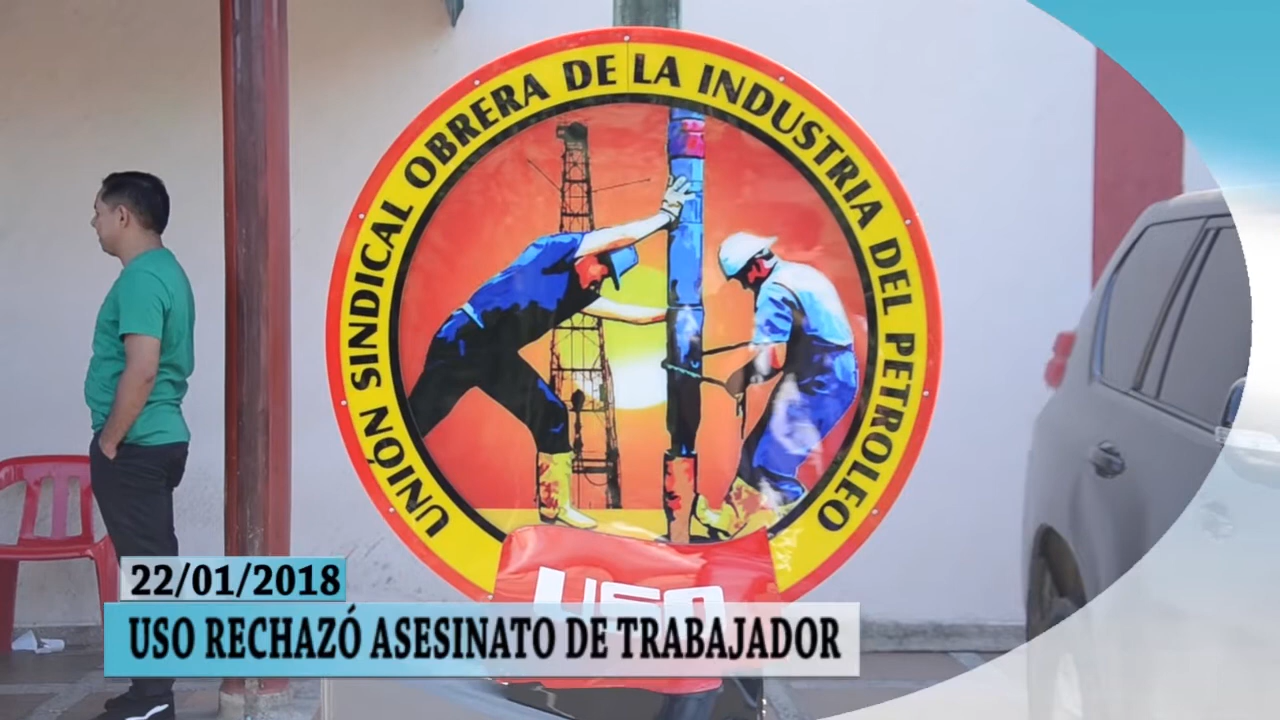 UNIÓN SINDICAL OBRERA DE LA INDUSTRIA DEL PETROLEO
USO
22/01/2018
USO RECHAZÓ ASESINATO DE TRABAJADOR